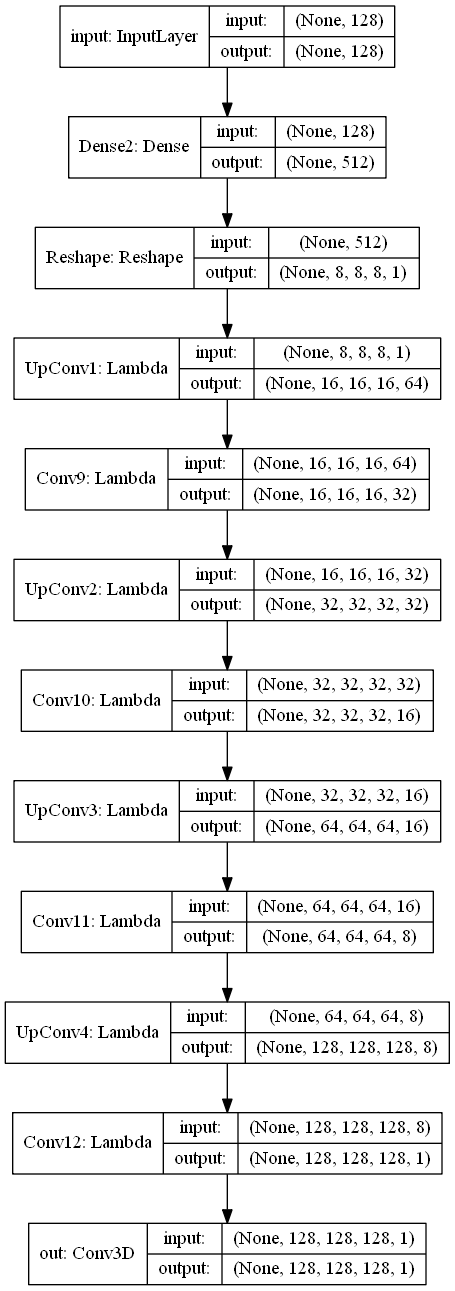 input: InputLayer
input: (None, 128)
output: (None, 128)
Dense2: Dense
input: (None, 128)
output: (None, 512)
Reshape: Reshape
input: (None, 512)
output: (None, 8, 8, 8, 1)
UpConv1: Lambda
input: (None, 8, 8, 8, 1)
output: (None, 16, 16, 16, 64)
Conv9: Lambda
input: (None, 16, 16, 16, 64)
output: (None, 16, 16, 16, 32)
UpConv2: Lambda
input: (None, 16, 16, 16, 32)
output: (None, 32, 32, 32, 32)
Conv10: Lambda
input: (None, 32, 32, 32, 32)
output: (None, 32, 32, 32, 16)
UpConv3: Lambda
input: (None, 32, 32, 32, 16)
output: (None, 64, 64, 64, 16)
Conv11: Lambda
input: (None, 64, 64, 64, 16)
output: (None, 64, 64, 64, 8)
UpConv4: Lambda
input: (None, 64, 64, 64, 8)
output: (None, 128, 128, 128, 8)
Conv12: Lambda
input: (None, 128, 128, 128, 8)
output: (None, 128, 128, 128, 1)
out: Conv3D
input: (None, 128, 128, 128, 1)
output: (None, 128, 128, 128, 1)